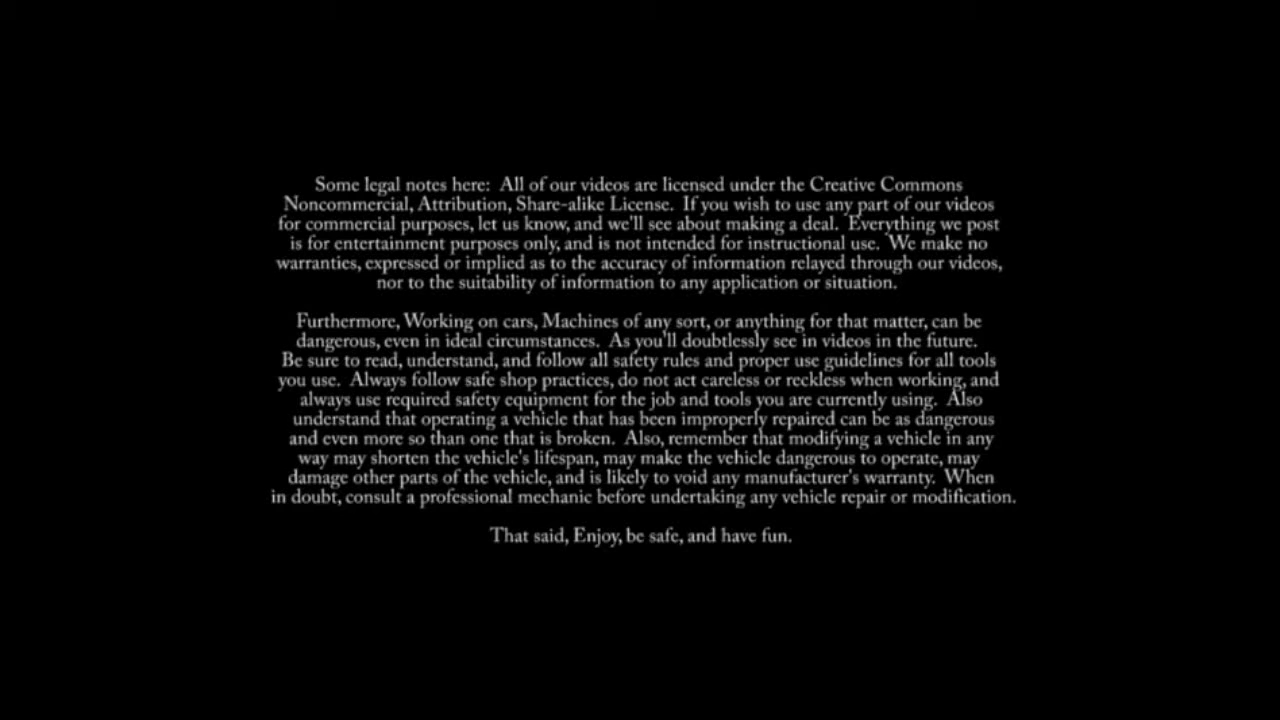 Some legal notes here:  All of our videos are licensed under the Creative Commons
Noncommercial, Attribution, Share-alike License.  If you wish to use any part of our videos
for commercial purposes, let us know, and we'll see about making a deal.  Everything we post
is for entertainment purposes only, and is not intended for instructional use.  We make no
warranties, expressed or implied as to the accuracy of information relayed through our videos,
nor to the suitability of information to any application or situation.
Furthermore, Working on cars, Machines of any sort, or anything for that matter, can be
dangerous, even in ideal circumstances.  As you'll doubtlessly see in videos in the future.
Be sure to read, understand, and follow all safety rules and proper use guidelines for all tools
you use.  Always follow safe shop practices, do not act careless or reckless when working, and
always use required safety equipment for the job and tools you are currently using.  Also
understand that operating a vehicle that has been improperly repaired can be as dangerous
and even more so than one that is broken.  Also, remember that modifying a vehicle in any
way may shorten the vehicle's lifespan, may make the vehicle dangerous to operate, may
damage other parts of the vehicle, and is likely to void any manufacturer's warranty.  When
in doubt, consult a professional mechanic before undertaking any vehicle repair or modification.
That said, Enjoy, be safe, and have fun.